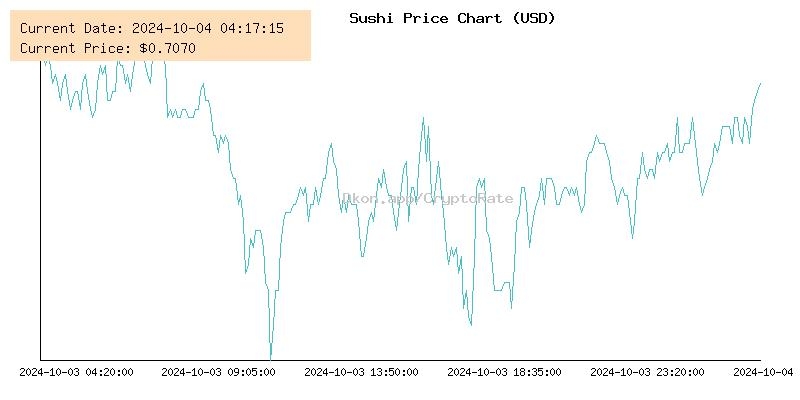 Sushi Price Chart (USD)
Current Date: 2024-10-04 04:17:15
Current Price: $0.7070
Dkon.app/CryptoRate
2024-10-03 04:20:00 2024-10-03 09:05:00 2024-10-03 13:50:00 2024-10-03 18:35:00 2024-10-03 23:20:00 2024-10-04